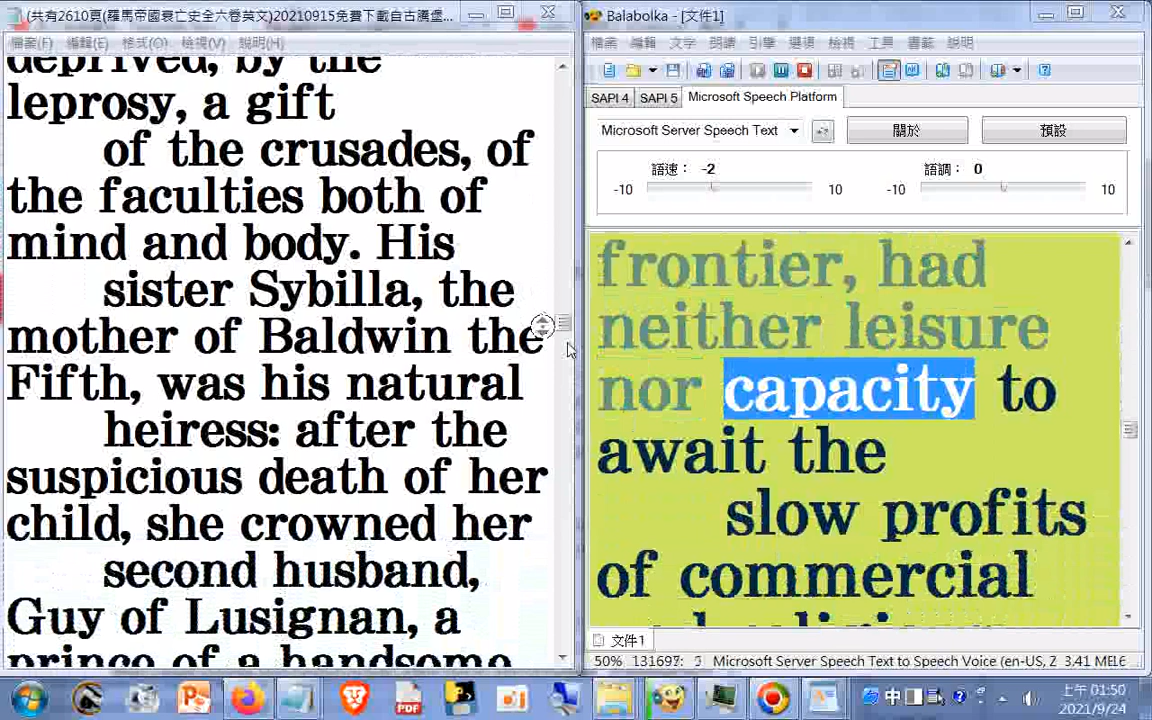 (共有2610頁(羅馬帝國衰亡史全六卷英文)20210915免費下載自古騰堡...
檔案(F) 編輯(E) 格式(O) 檢視(V) 說明(H)
deprived, by the
leprosy, a gift
of the crusades, of
the faculties both of
mind and body. His
sister Sybilla, the
mother of Baldwin the
Fifth, was his natural
heiress: after the
suspicious death of her
child, she crowned her
second husband,
Guy of Lusignan, a
prince of a handsome
Balabolka - [文件1]
檔案 編輯 文字 朗讀 引擎 選項 檢視 工具 書籤 說明
SAPI 4 SAPI 5 Microsoft Speech Platform
Microsoft Server Speech Text 關於 預設
語速： -2 語調： 0
-10 10 -10 10
frontier, had
neither leisure
nor capacity to
await the
slow profits
of commercial
文件1
50% Microsoft Server Speech Text to Speech Voice (en-US,
中
上午 01:50
2021/9/24